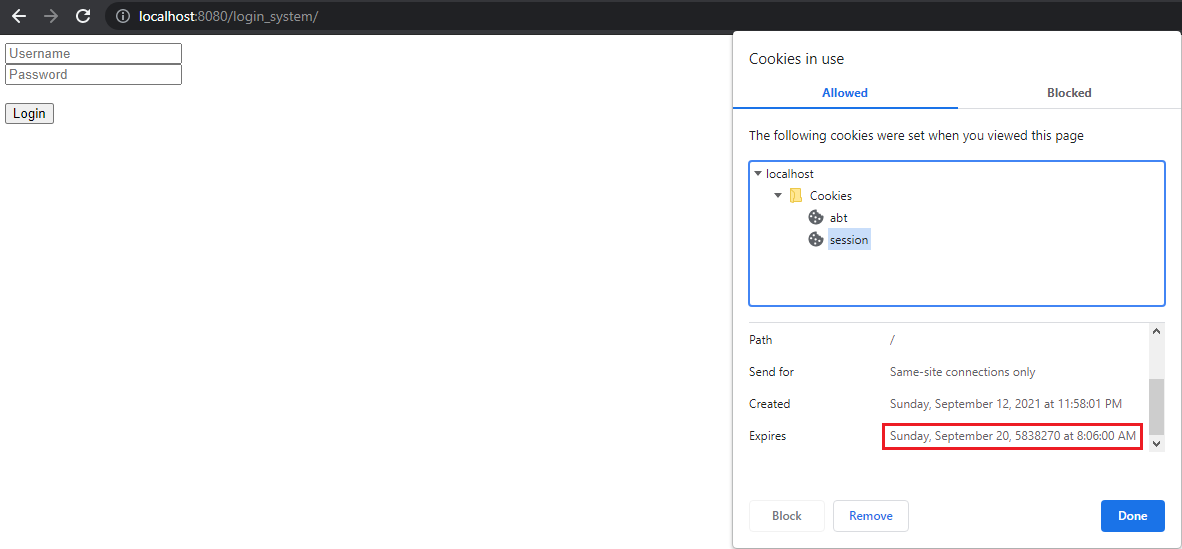 localhost:8080/login_system/
Username
Password
Login
Cookies in use
Allowed Blocked
The following cookies were set when you viewed this page
localhost
Cookies
abt
session
Path /
Send for Same-site connections only
Created Sunday, September 12, 2021 at 11:58:01 PM
Expires Sunday, September 20, 5838270 at 8:06:00 AM
Block Remove Done